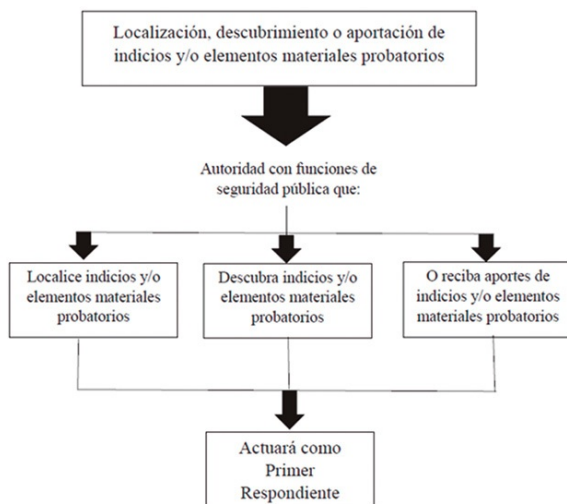 Localización, descubrimiento o aportación de
indicios y/o elementos materiales probatorios
Autoridad con funciones de
seguridad pública que:
Localice indicios y/o
elementos materiales
probatorios
Descubra indicios y/o
elementos materiales
probatorios
O reciba aportes de
indicios y/o elementos
materiales probatorios
Actuará como
Primer
Respondiente